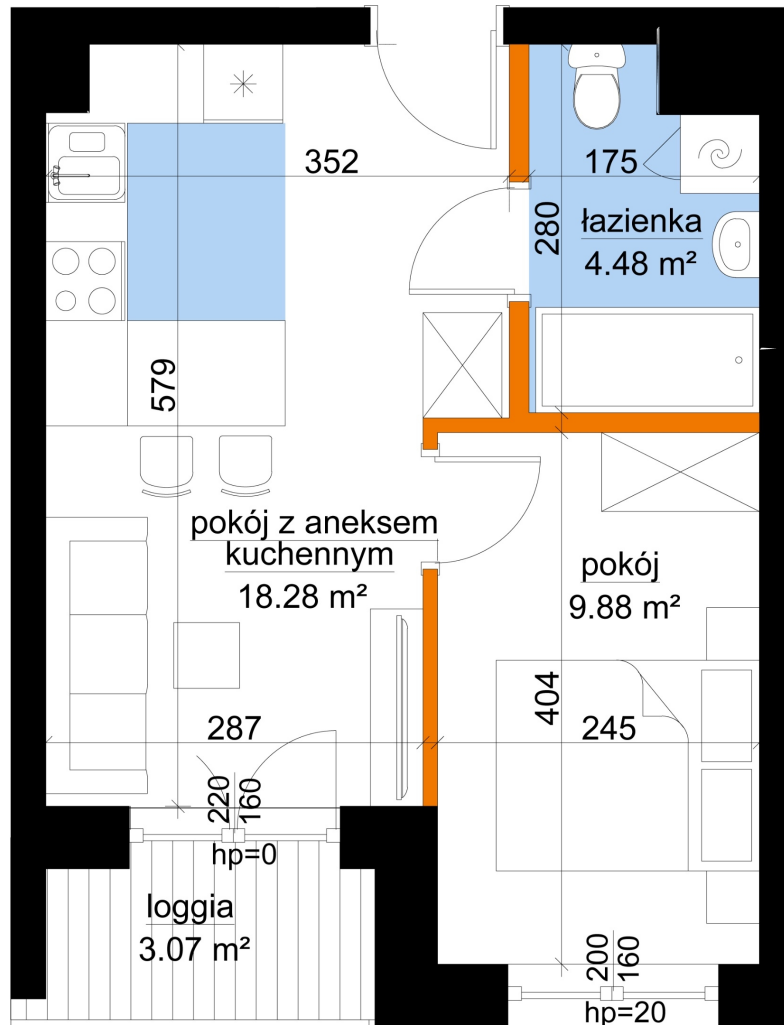 352
175
280
łazienka
4.48 m²
579
pokój z aneksem
kuchennym
18.28 m²
pokój
9.88 m²
404
287
245
220
160
hp=0
loggia
3.07 m²
200
160
hp=20